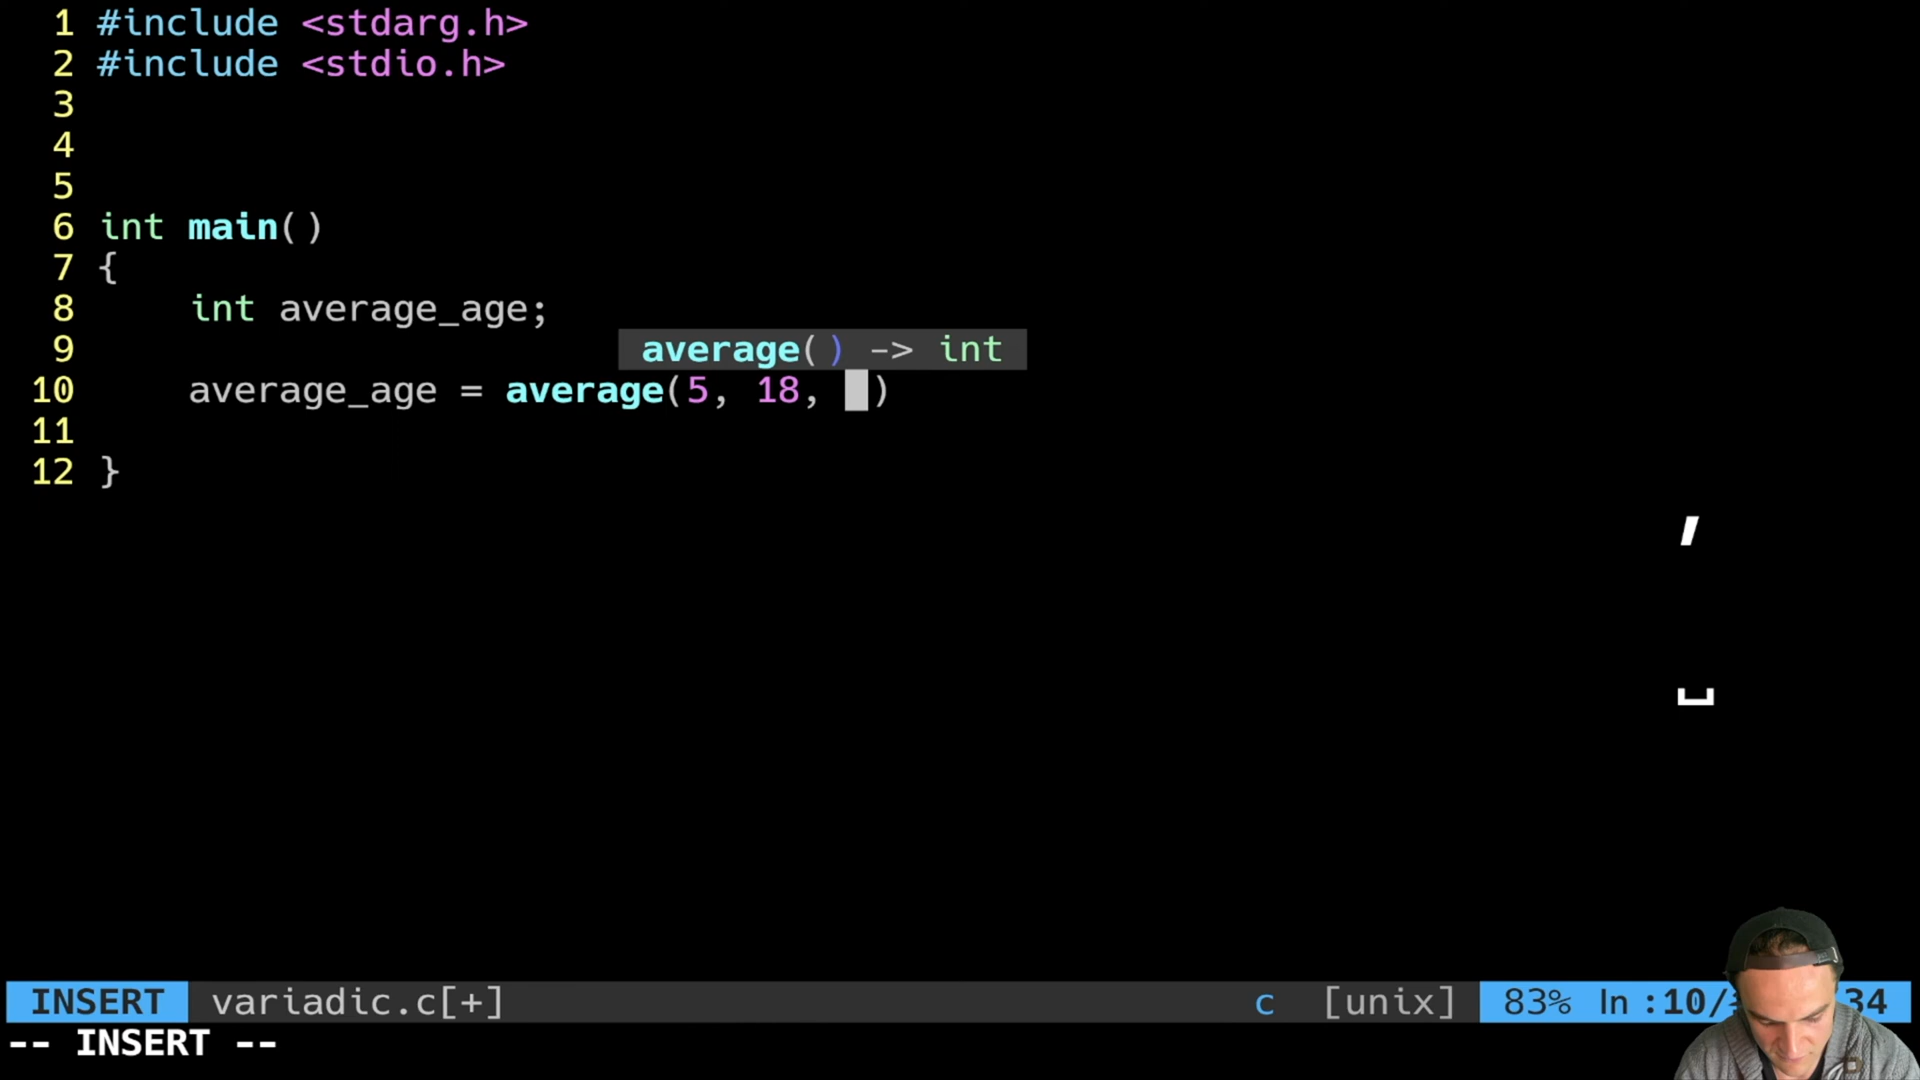 1 #include <stdarg.h>
2 #include <stdio.h>
3
4
5
6 int main()
7 {
8     int average_age;
9 average() -> int
10     average_age = average(5, 18, )
11
12 }
,
␣
INSERT variadic.c[+] c [unix] 83% ln :10/ 34
-- INSERT --